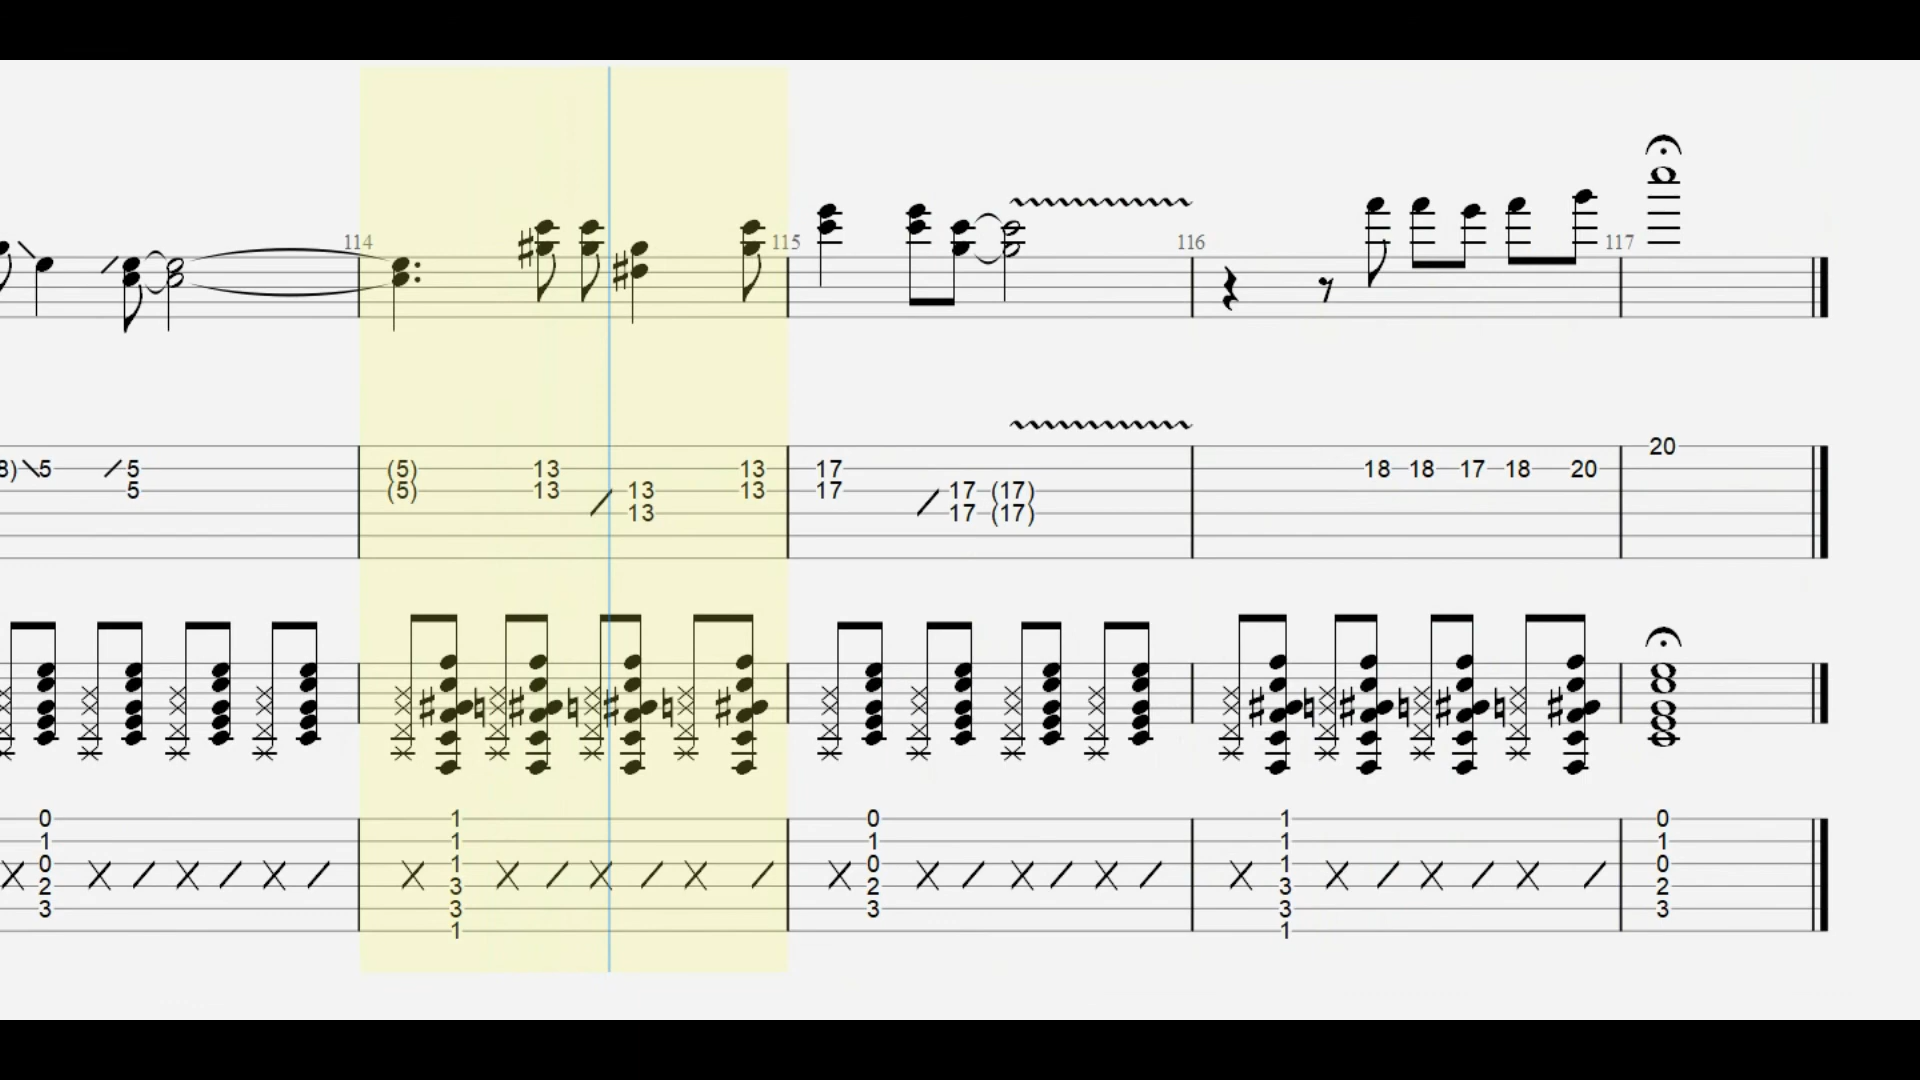 114 115 116 117
20
8) 5 5 (5) 13 13 13 17 18 18 17 18 20
5 (5) 13 13 13 17 17 (17)
13 17 (17)
0 1 0 1 0
1 1 1 1 1
0 1 0 1 0
2 3 2 3 2
3 3 3 3 3
1 1